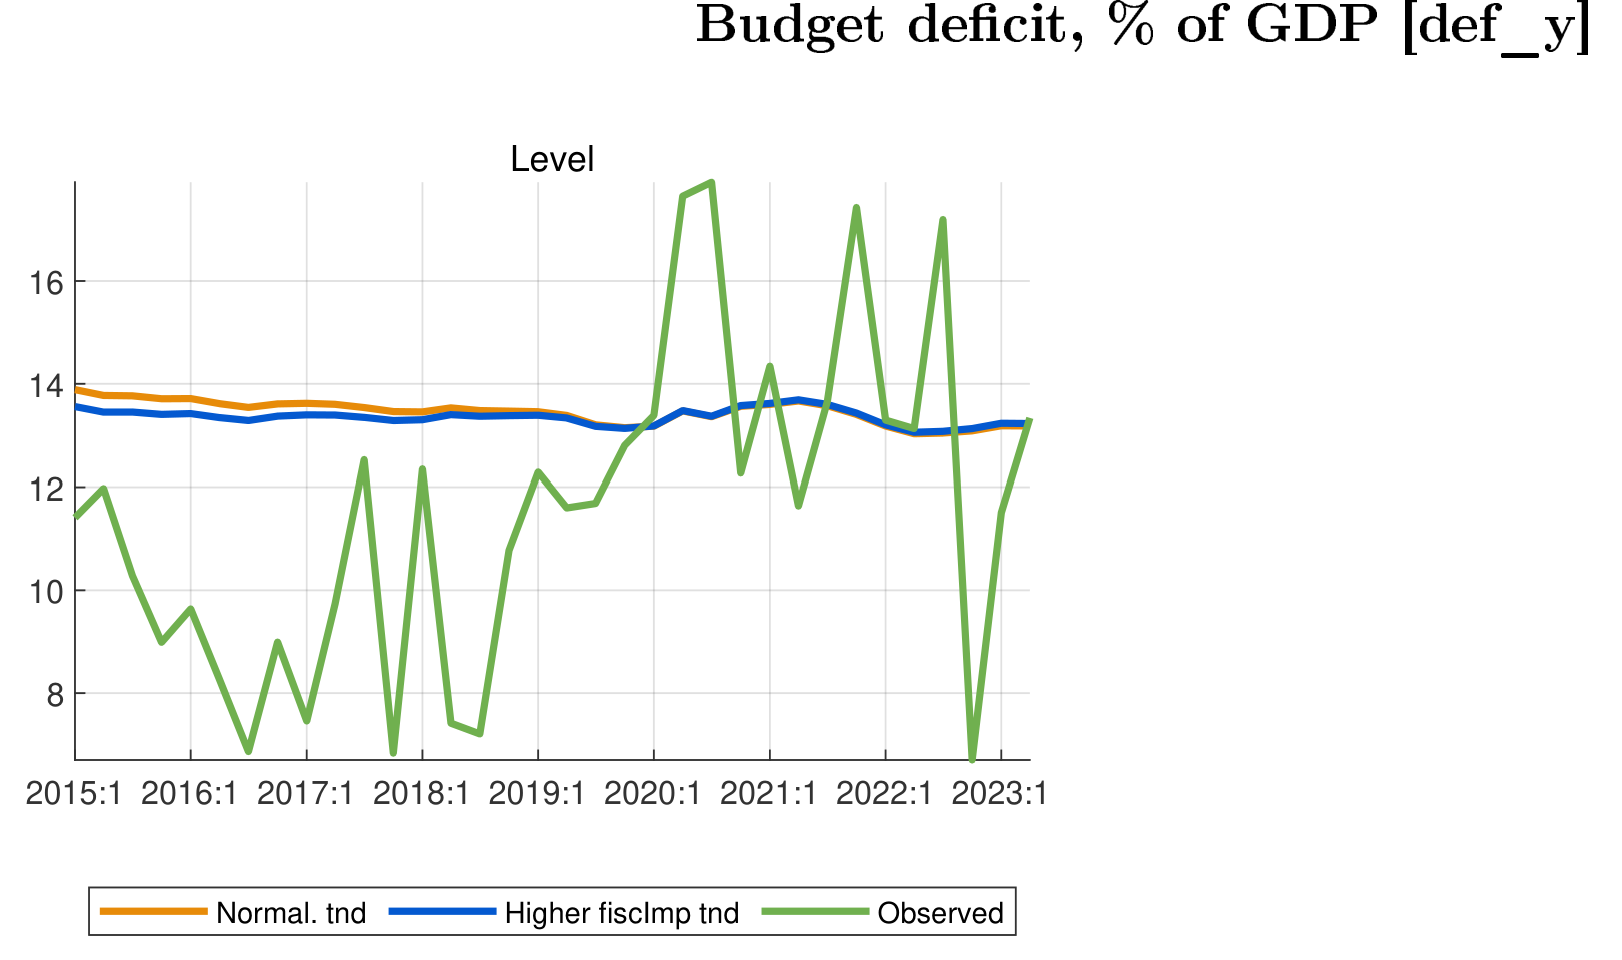 Budget deficit, % of GDP [def_y]
Level
16
14
12
10
8
2015:1 2016:1 2017:1 2018:1 2019:1 2020:1 2021:1 2022:1 2023:1
Normal. tnd Higher fiscImp tnd Observed